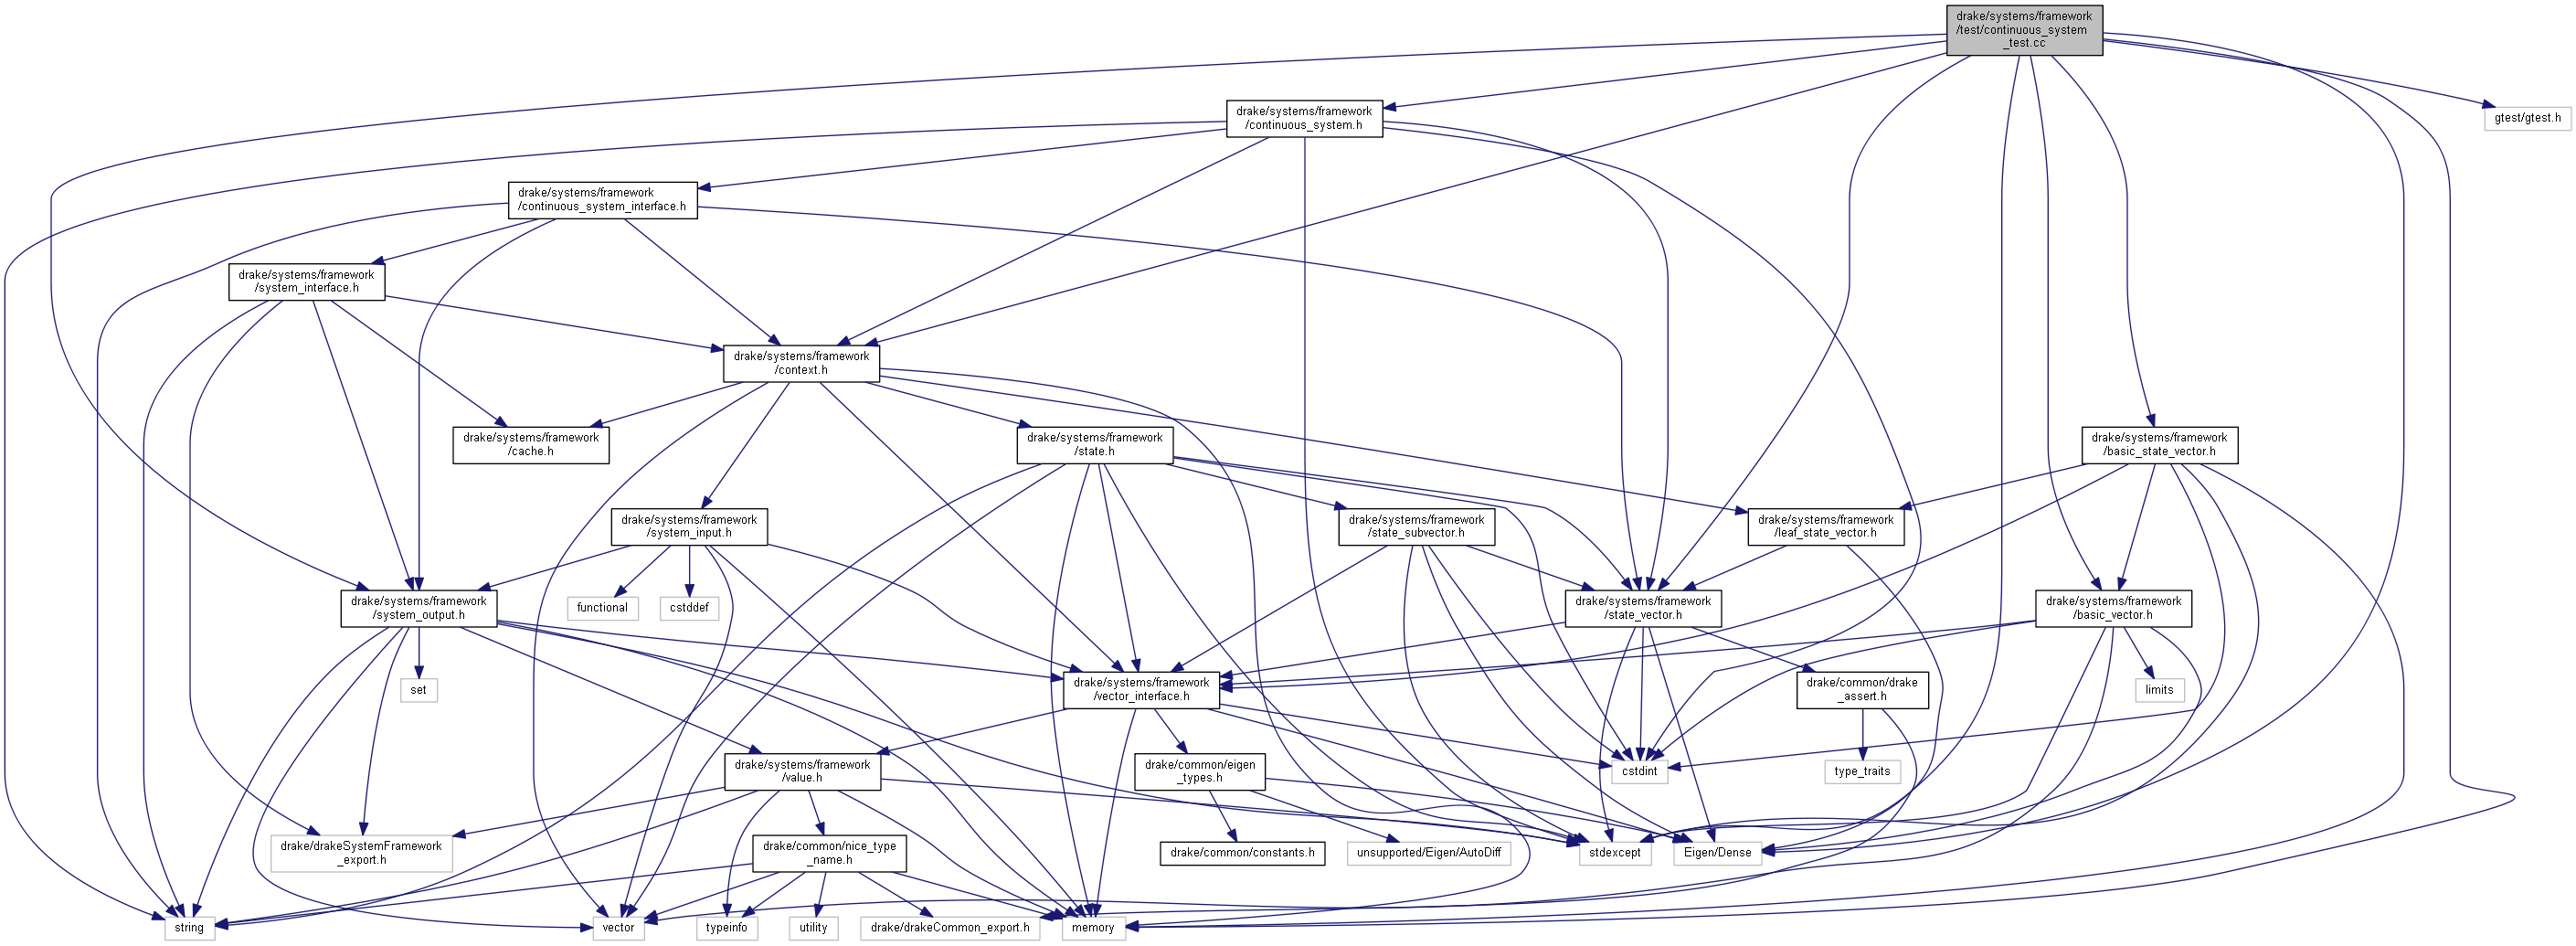 drake/systems/framework
/test/continuous_system
_test.cc
drake/systems/framework
/continuous_system.h
gtest/gtest.h
drake/systems/framework
/continuous_system_interface.h
drake/systems/framework
/system_interface.h
drake/systems/framework
/context.h
drake/systems/framework
/cache.h
drake/systems/framework
/state.h
drake/systems/framework
/basic_state_vector.h
drake/systems/framework
/system_input.h
drake/systems/framework
/state_subvector.h
drake/systems/framework
/leaf_state_vector.h
drake/systems/framework
/system_output.h
functional
cstddef
drake/systems/framework
/state_vector.h
drake/systems/framework
/basic_vector.h
set
drake/systems/framework
/vector_interface.h
drake/common/drake
_assert.h
limits
drake/systems/framework
/value.h
drake/common/eigen
_types.h
cstdint
type_traits
drake/drakeSystemFramework
_export.h
drake/common/nice_type
_name.h
drake/common/constants.h
unsupported/Eigen/AutoDiff
stdexcept
Eigen/Dense
string
vector
typeinfo
utility
drake/drakeCommon_export.h
memory